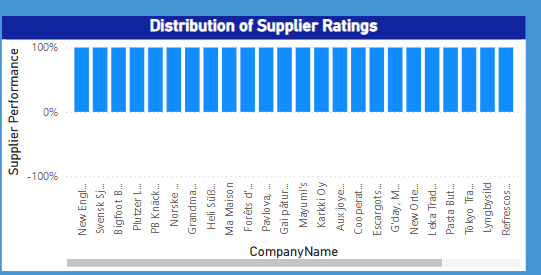 Distribution of Supplier Ratings
Supplier Performance
100%
0%
-100%
New Engl...
Svensk Sj...
Bigfoot B...
Plutzer L...
PB Knäck...
Norske ...
Grandma...
Heli Süß...
Ma Maison
Forêts d'...
Pavlova, ...
Gai pâtur...
Mayumi's
Karkki Oy
Aux joye...
Cooperat...
Escargots...
G'day, M...
New Orle...
Leka Trad...
Pasta But...
Tokyo Tra...
Lyngbysild
Refrescos...
CompanyName